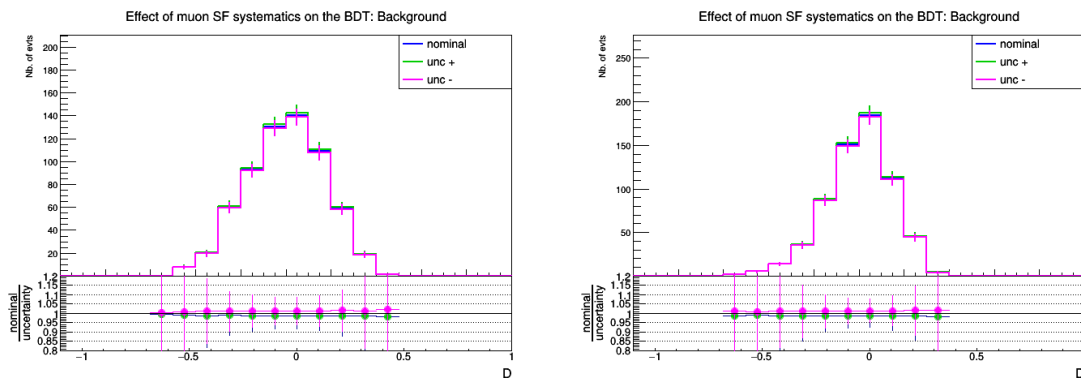 Effect of muon SF systematics on the BDT: Background
Nb. of evts
200
180
160
140
120
100
80
60
40
20
nominal
unc +
unc -
1.2
1.15
1.1
1.05
1
0.95
0.9
0.85
0.8
nominal
uncertainty
−1
−0.5
0
0.5
1
D
Effect of muon SF systematics on the BDT: Background
Nb. of evts
250
200
150
100
50
nominal
unc +
unc -
1.2
1.15
1.1
1.05
1
0.95
0.9
0.85
0.8
nominal
uncertainty
−1
−0.5
0
0.5
D